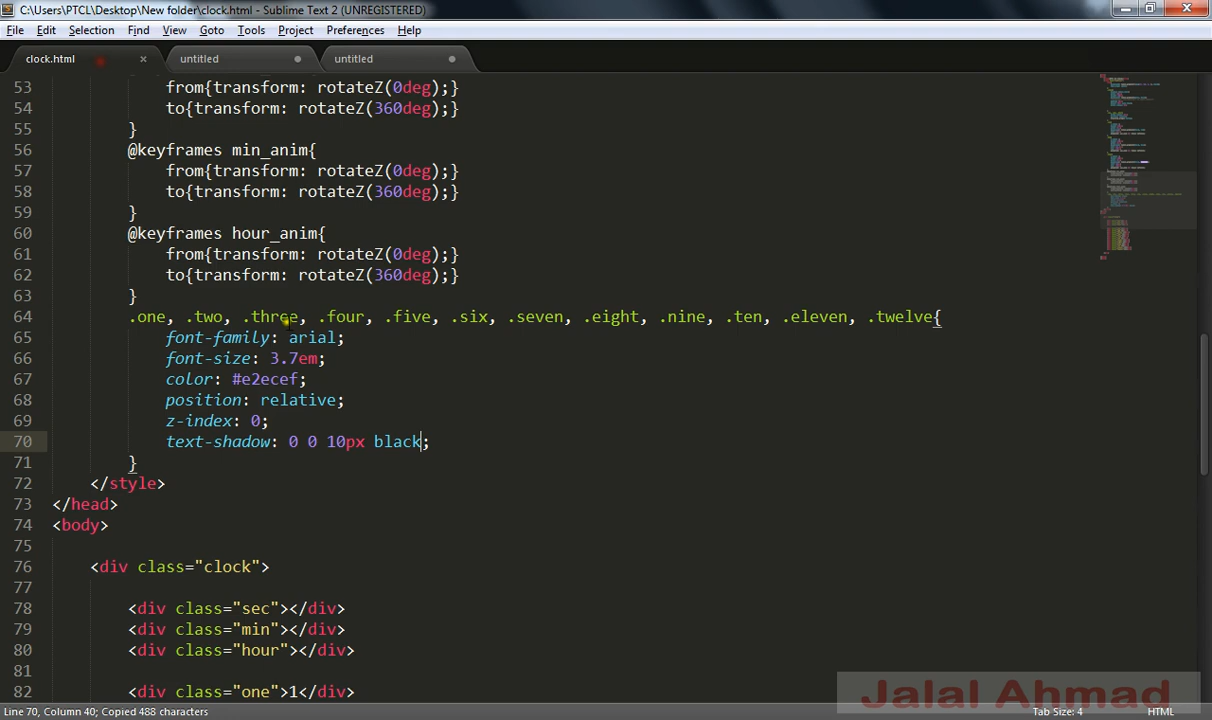 C:\Users\PTCL\Desktop\New folder\clock.html - Sublime Text 2 (UNREGISTERED)
File Edit Selection Find View Goto Tools Project Preferences Help
clock.html × untitled untitled
53 from{transform: rotateZ(0deg);}
54 to{transform: rotateZ(360deg);}
55 }
56 @keyframes min_anim{
57 from{transform: rotateZ(0deg);}
58 to{transform: rotateZ(360deg);}
59 }
60 @keyframes hour_anim{
61 from{transform: rotateZ(0deg);}
62 to{transform: rotateZ(360deg);}
63 }
64 .one, .two, .three, .four, .five, .six, .seven, .eight, .nine, .ten, .eleven, .twelve{
65 font-family: arial;
66 font-size: 3.7em;
67 color: #e2ecef;
68 position: relative;
69 z-index: 0;
70 text-shadow: 0 0 10px black;
71 }
72 </style>
73 </head>
74 <body>
75
76 <div class="clock">
77
78 <div class="sec"></div>
79 <div class="min"></div>
80 <div class="hour"></div>
81
82 <div class="one">1</div>
Jalal Ahmad
Line 70, Column 40; Copied 488 characters Tab Size: 4 HTML